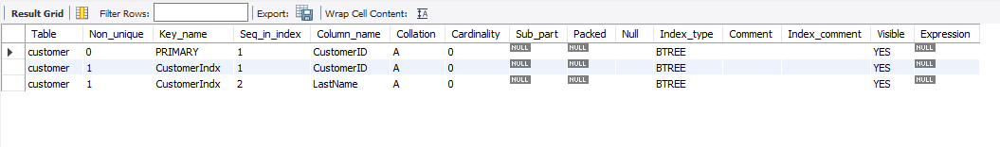 Result Grid Filter Rows: Export: Wrap Cell Content:
Table Non_unique Key_name Seq_in_index Column_name Collation Cardinality Sub_part Packed Null Index_type Comment Index_comment Visible Expression
customer 0 PRIMARY 1 CustomerID A 0 NULL NULL BTREE YES NULL
customer 1 CustomerIndx 1 CustomerID A 0 NULL NULL BTREE YES NULL
customer 1 CustomerIndx 2 LastName A 0 NULL NULL BTREE YES NULL